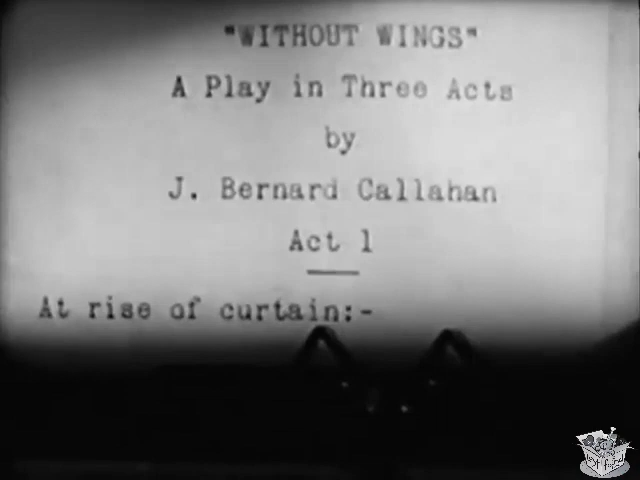 "WITHOUT WINGS"
A Play in Three Acts
by
J. Bernard Callahan
Act 1
At rise of curtain:-